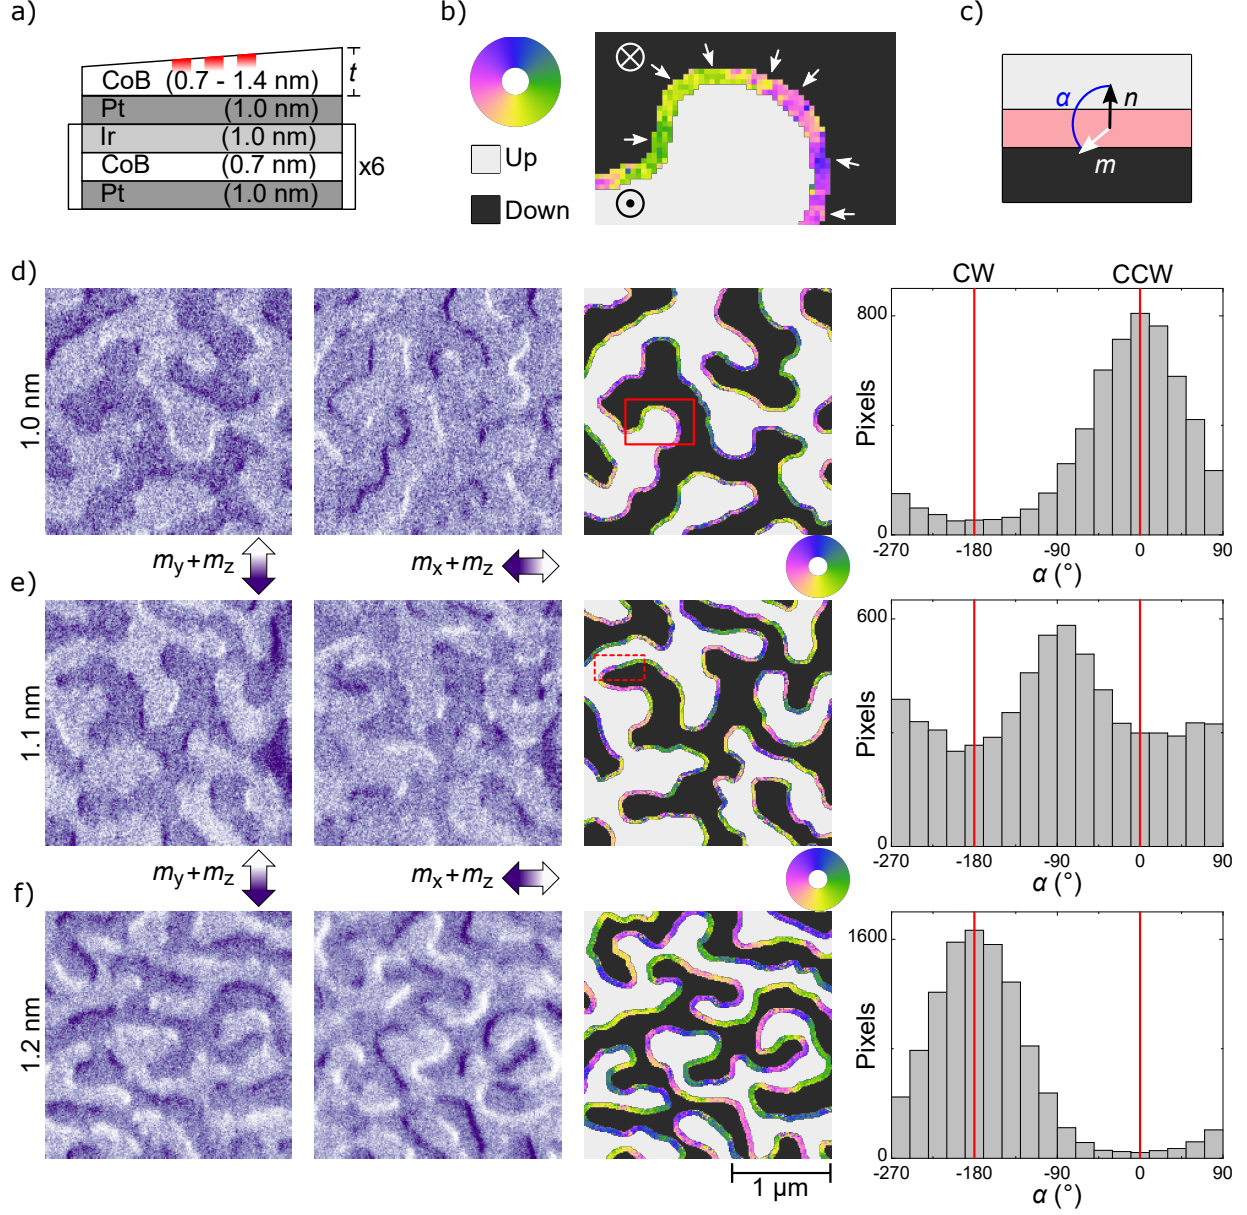 a)
CoB (0.7 - 1.4 nm)
t
Pt (1.0 nm)
Ir (1.0 nm)
CoB (0.7 nm)
Pt (1.0 nm)
x6
b)
Up
Down
c)
α
n
m
d)
1.0 nm
CW CCW
800
0
Pixels
-270 -180 -90 0 90
α (°)
my+mz
mx+mz
e)
1.1 nm
600
0
Pixels
-270 -180 -90 0 90
α (°)
my+mz
mx+mz
f)
1.2 nm
1600
0
Pixels
-270 -180 -90 0 90
α (°)
1 μm